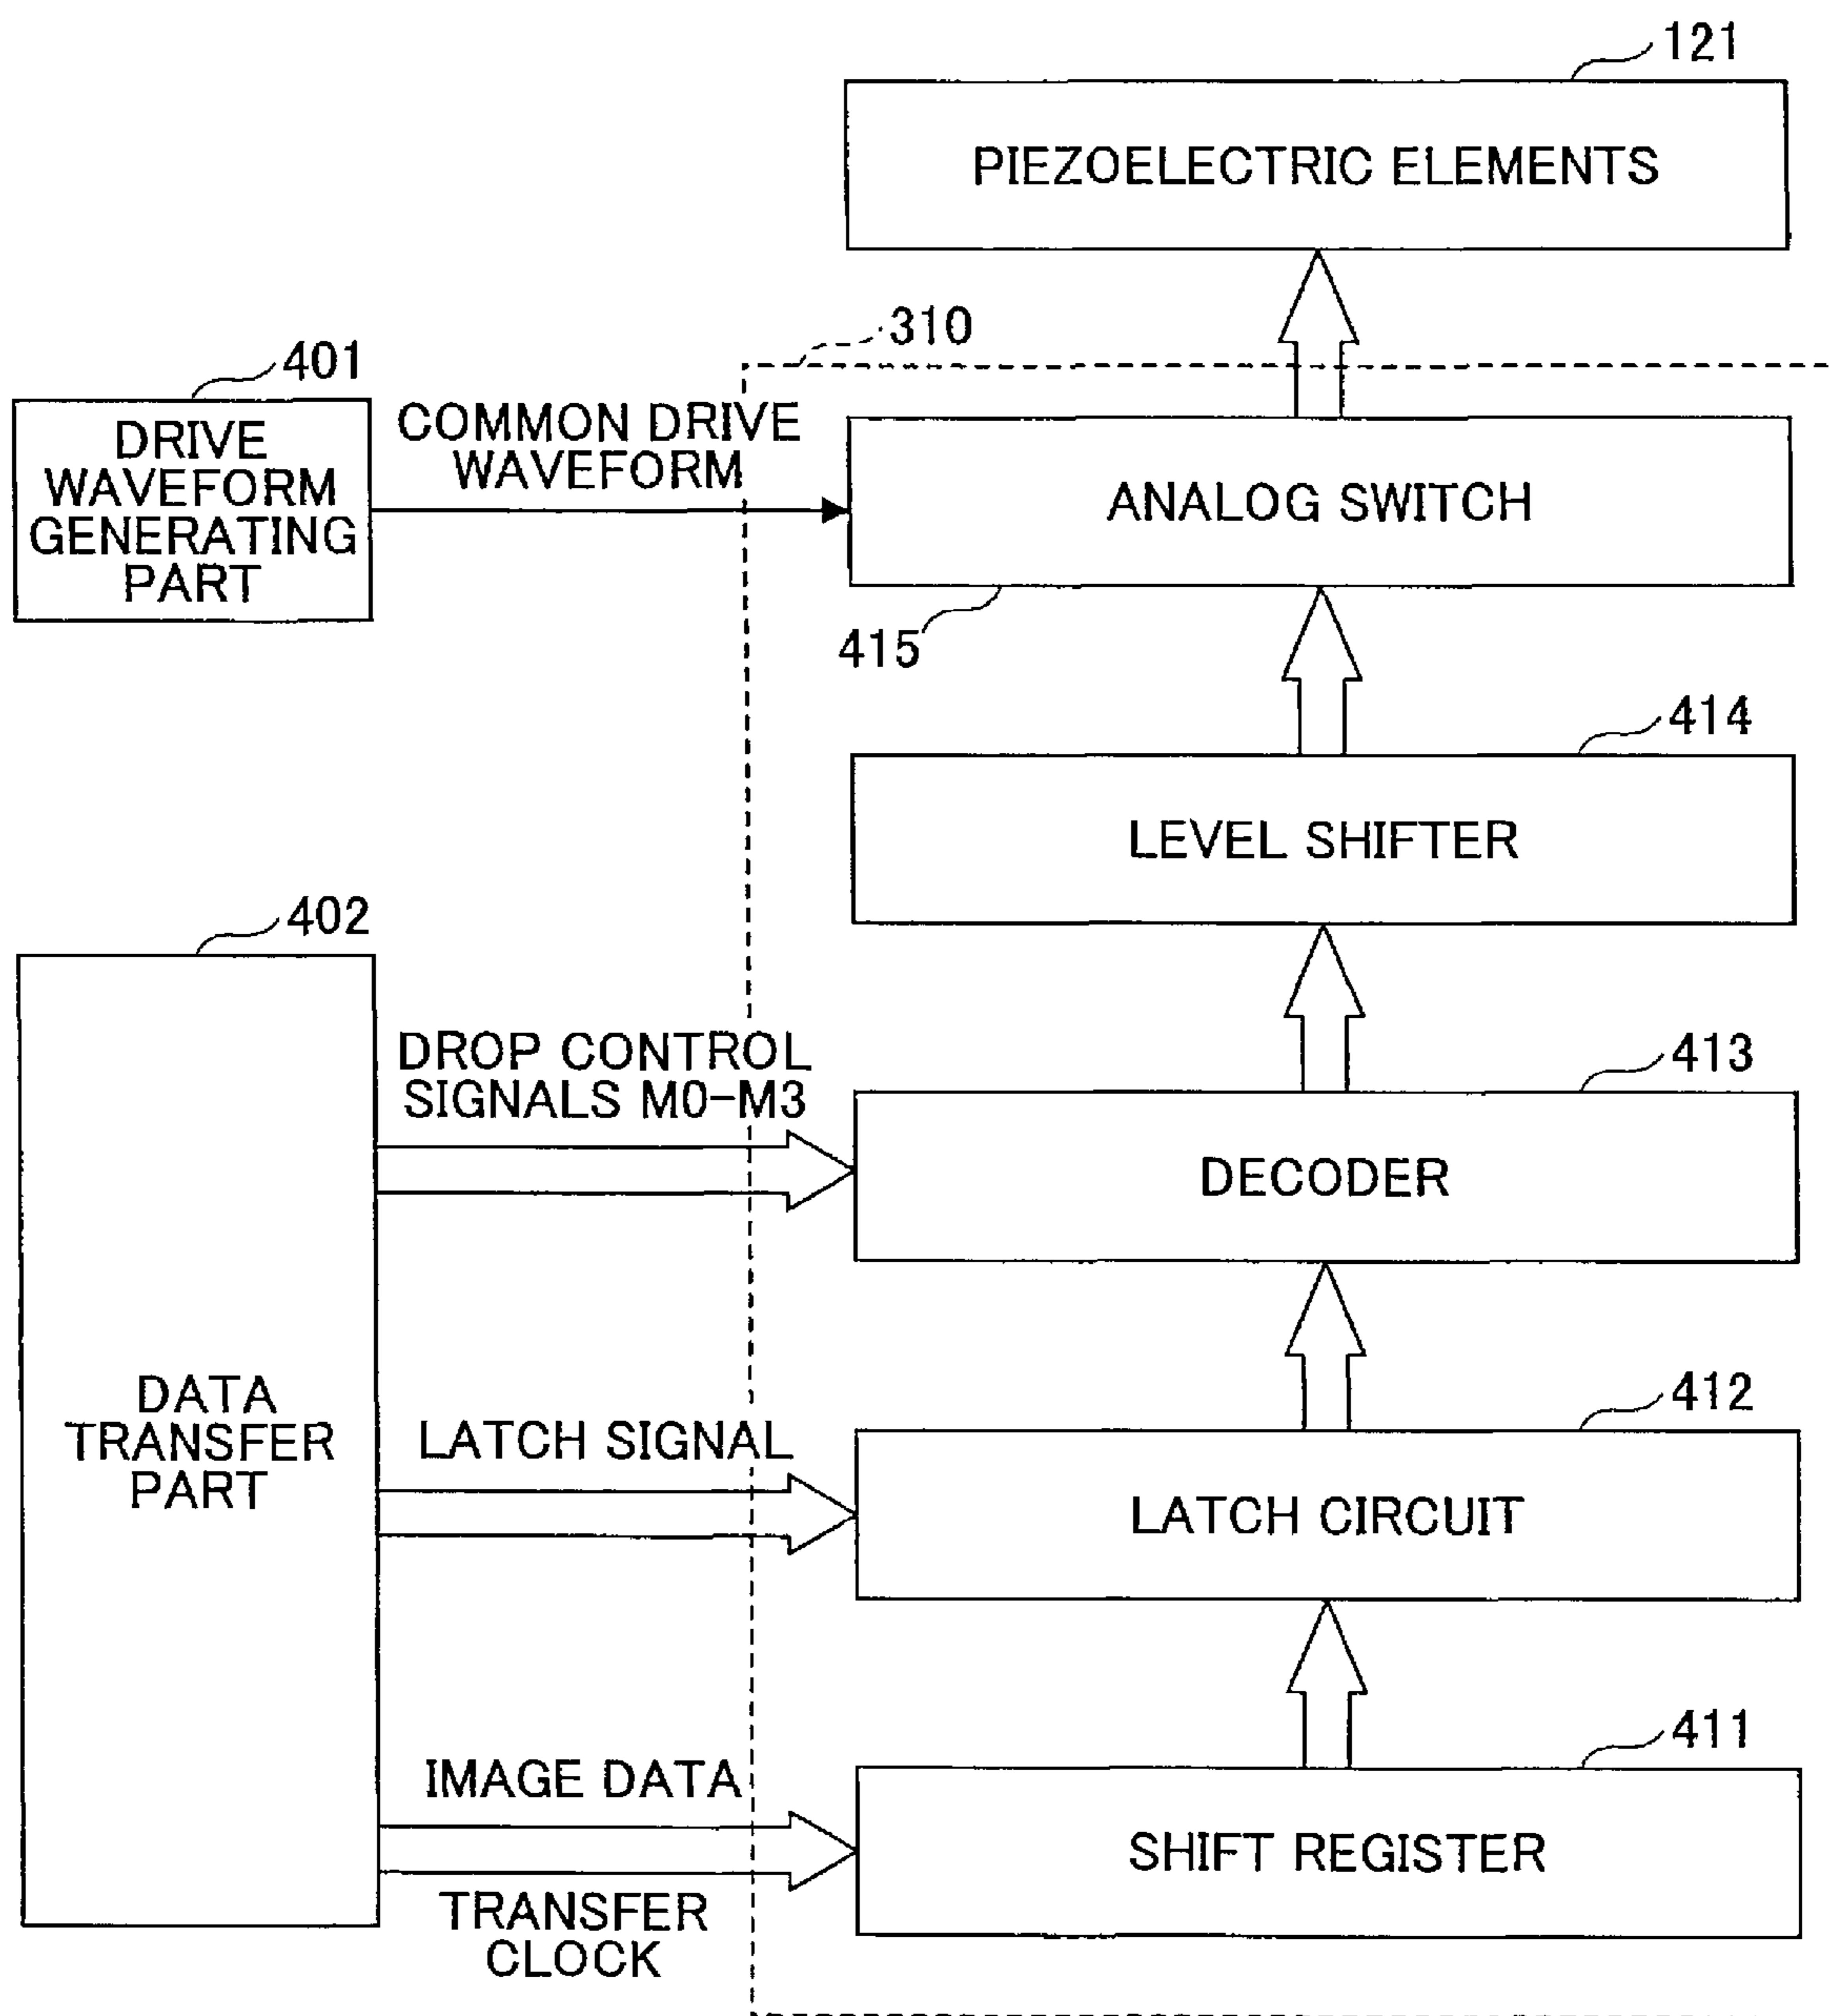 121
PIEZOELECTRIC ELEMENTS
310
401
DRIVE
WAVEFORM
GENERATING
PART
COMMON DRIVE
WAVEFORM
ANALOG SWITCH
415
414
LEVEL SHIFTER
402
DATA
TRANSFER
PART
DROP CONTROL
SIGNALS M0-M3
413
DECODER
LATCH SIGNAL
412
LATCH CIRCUIT
IMAGE DATA
TRANSFER
CLOCK
411
SHIFT REGISTER